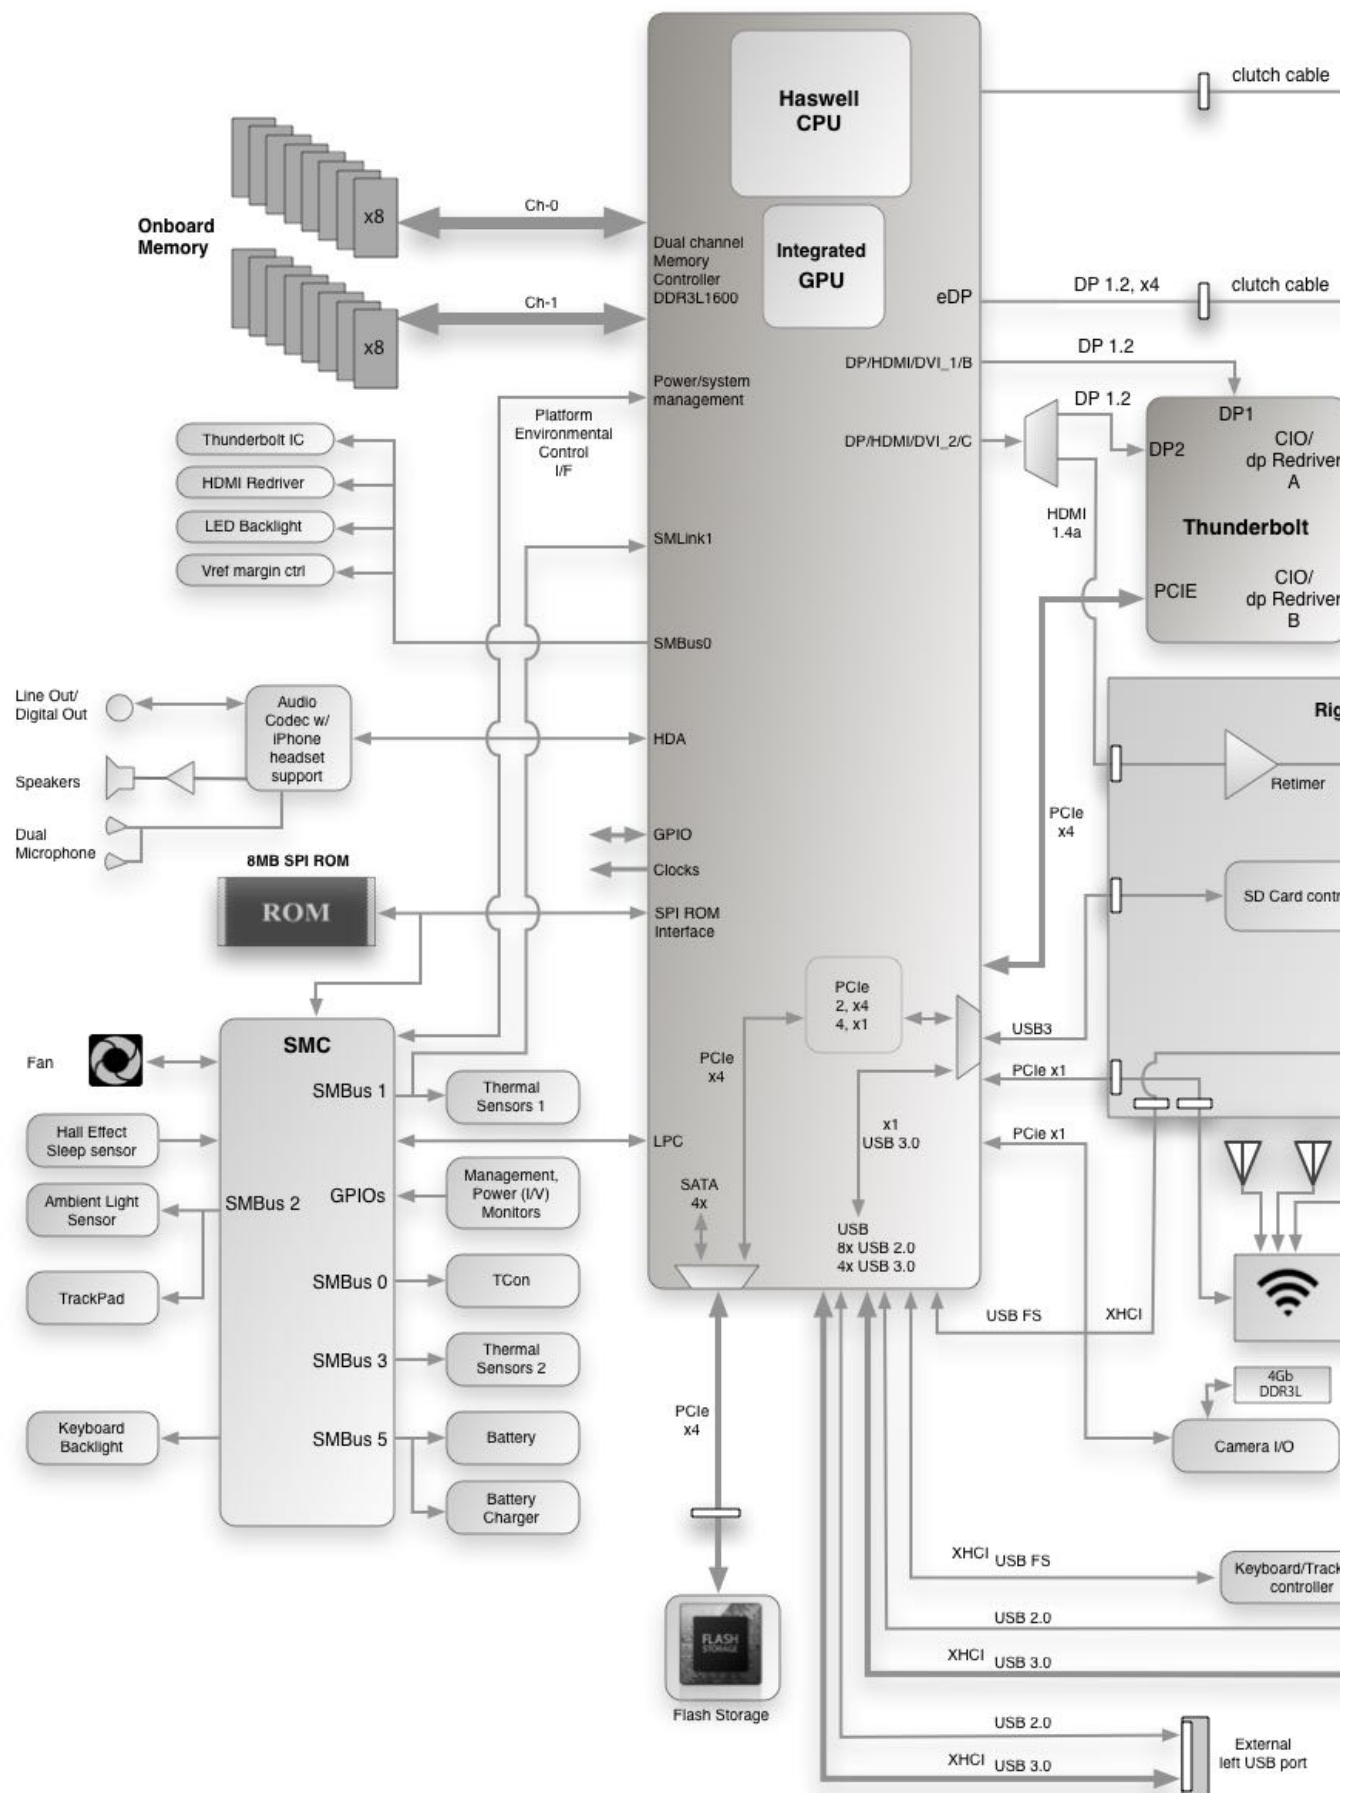 clutch cable
Haswell
CPU
x8
Ch-0
Onboard
Memory
Dual channel
Memory
Controller
DDR3L1600
Integrated
GPU
eDP
DP 1.2, x4
clutch cable
Ch-1
x8
DP/HDMI/DVI_1/B
DP 1.2
Power/system
management
Platform
Environmental
Control
I/F
DP/HDMI/DVI_2/C
DP 1.2
DP1
DP2
CIO/
dp Redriver
A
HDMI
1.4a
Thunderbolt
PCIE
CIO/
dp Redriver
B
Thunderbolt IC
HDMI Redriver
LED Backlight
Vref margin ctrl
SMLink1
SMBus0
Line Out/
Digital Out
Audio
Codec w/
iPhone
headset
support
HDA
Speakers
Dual
Microphone
GPIO
Clocks
8MB SPI ROM
ROM
SPI ROM
Interface
Rig
Retimer
PCIe
x4
SD Card contr
PCIe
2, x4
4, x1
USB3
PCIe x1
PCIe
x4
x1
USB 3.0
PCie x1
SMC
Fan
SMBus 1
Thermal
Sensors 1
Hall Effect
Sleep sensor
LPC
Ambient Light
Sensor
SMBus 2
GPIOs
Management,
Power (I/V)
Monitors
SATA
4x
USB
8x USB 2.0
4x USB 3.0
TrackPad
SMBus 0
TCon
USB FS
XHCI
SMBus 3
Thermal
Sensors 2
4Gb
DDR3L
Keyboard
Backlight
SMBus 5
Battery
Battery
Charger
PCIe
x4
Camera I/O
XHCI
USB FS
Keyboard/Track
controller
USB 2.0
XHCI
USB 3.0
FLASH
STORAGE
Flash Storage
USB 2.0
XHCI
USB 3.0
External
left USB port